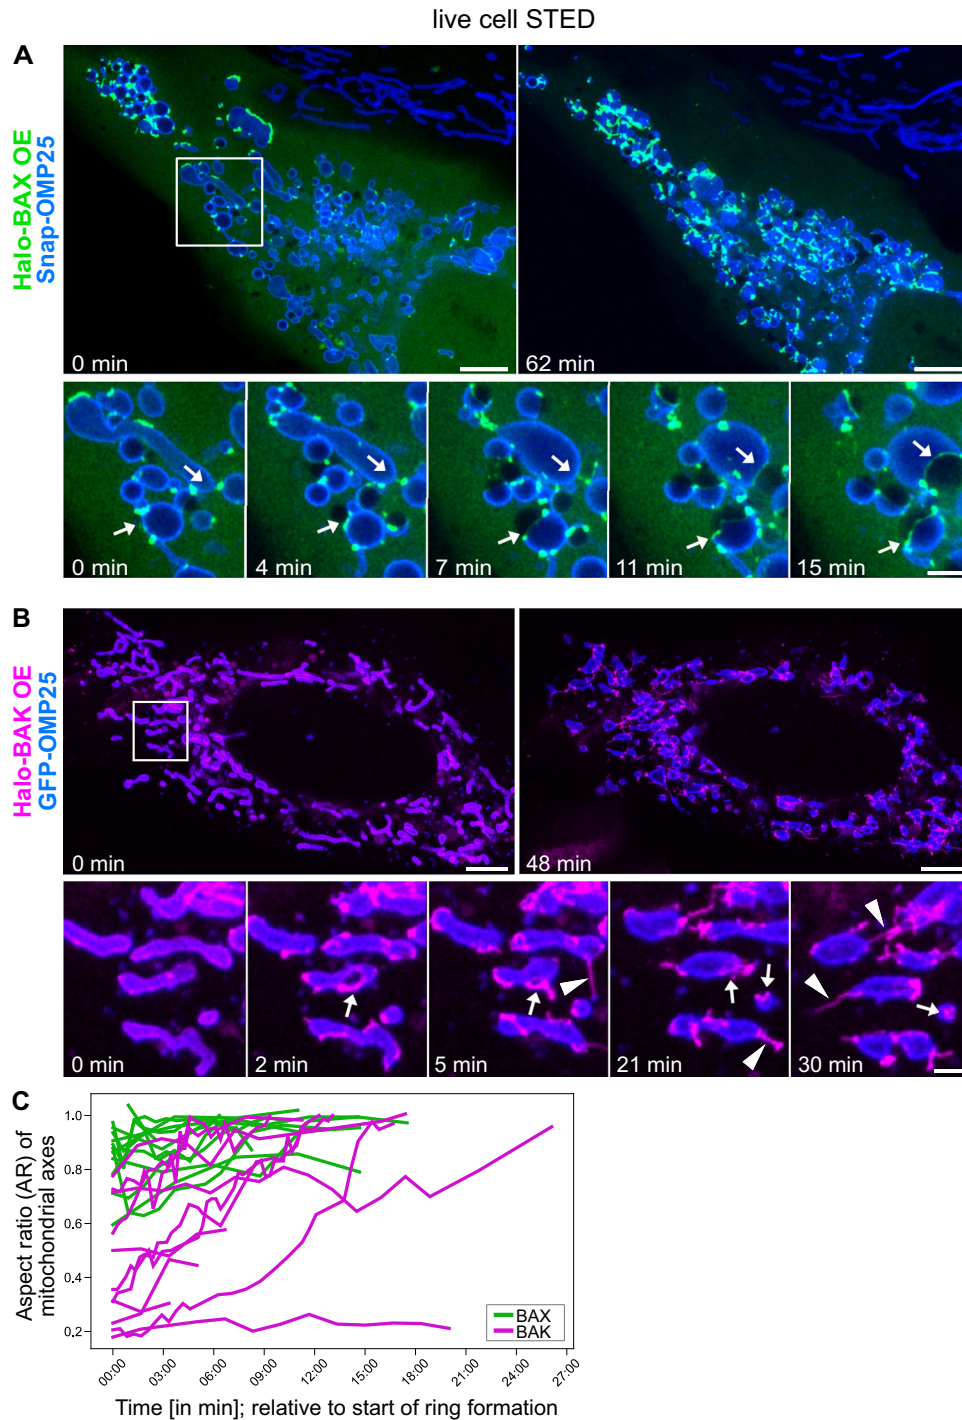 live cell STED
A
Halo-BAX OE
Snap-OMP25
0 min
62 min
0 min
4 min
7 min
11 min
15 min
B
Halo-BAK OE
GFP-OMP25
0 min
48 min
0 min
2 min
5 min
21 min
30 min
C
Aspect ratio (AR) of
mitochondrial axes
1.0
0.8
0.6
0.4
0.2
BAX
BAK
00:00
03:00
06:00
09:00
12:00
15:00
18:00
21:00
24:00
27:00
Time [in min]; relative to start of ring formation